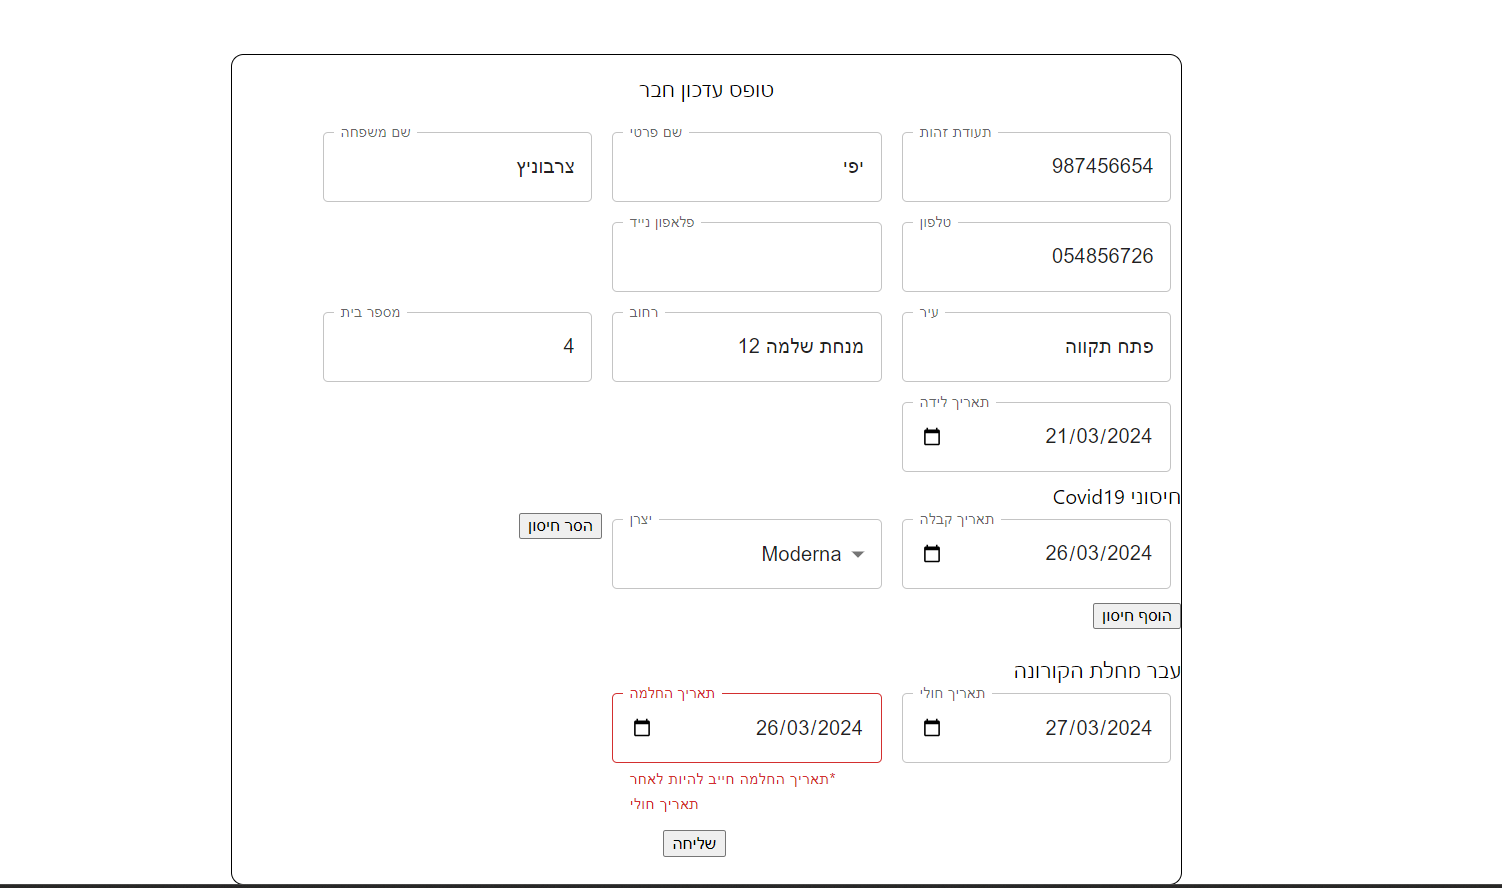 טופס עדכון חבר
תעודת זהות
987456654
שם פרטי
יפי
שם משפחה
צרבוניץ
טלפון
054856726
פלאפון נייד
עיר
פתח תקווה
רחוב
מנחת שלמה 12
מספר בית
4
תאריך לידה
21/03/2024
חיסוני Covid19
תאריך קבלה
26/03/2024
יצרן
Moderna
הסר חיסון
הוסף חיסון
עבר מחלת הקורונה
תאריך חולי
27/03/2024
תאריך החלמה
26/03/2024
*תאריך החלמה חייב להיות לאחר
תאריך חולי
שליחה